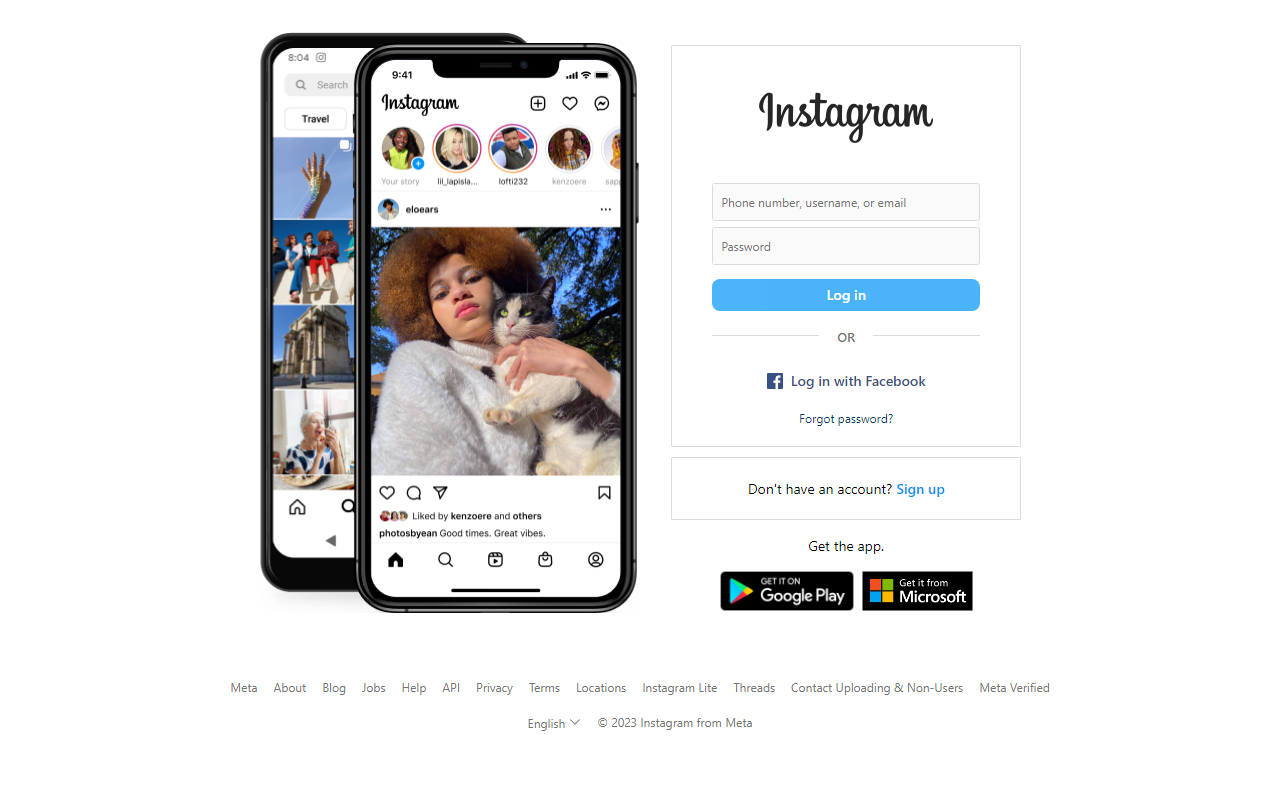 8:04
Search
Travel
9:41
Instagram
Your story
lil_lapisla...
lofti232
kenzoere
sapp
eloears
Liked by kenzoere and others
photosbyean Good times. Great vibes.
Instagram
Phone number, username, or email
Password
Log in
OR
Log in with Facebook
Forgot password?
Don't have an account? Sign up
Get the app.
GET IT ON
Google Play
Get it from
Microsoft
Meta About Blog Jobs Help API Privacy Terms Locations Instagram Lite Threads Contact Uploading & Non-Users Meta Verified
English © 2023 Instagram from Meta